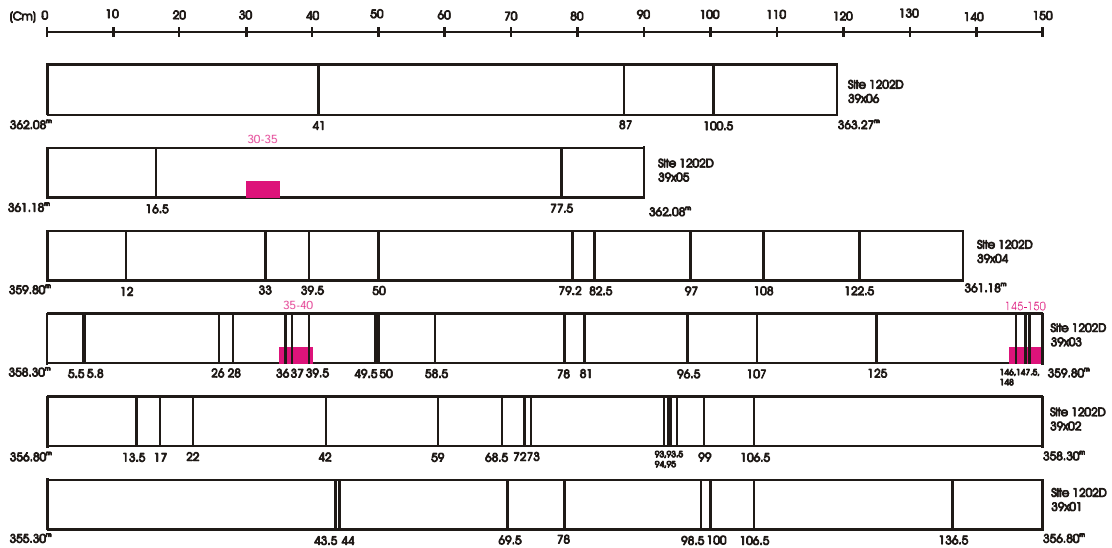 (Cm) 0 10 20 30 40 50 60 70 80 90 100 110 120 130 140 150
Site 1202D
39x06
362.08m 41 87 100.5 363.27m
30-35
Site 1202D
39x05
361.18m 16.5 77.5 362.08m
Site 1202D
39x04
359.80m 12 33 39.5 50 79.2 82.5 97 108 122.5 361.18m
35-40 145-150
Site 1202D
39x03
358.30m 5.5 5.8 26 28 36 37 39.5 49.5 50 58.5 78 81 96.5 107 125 146,147.5, 359.80m
148
Site 1202D
39x02
356.80m 13.5 17 22 42 59 68.5 72 73 93,93.5 99 106.5 358.30m
94,95
Site 1202D
39x01
355.30m 43.5 44 69.5 78 98.5 100 106.5 136.5 356.80m